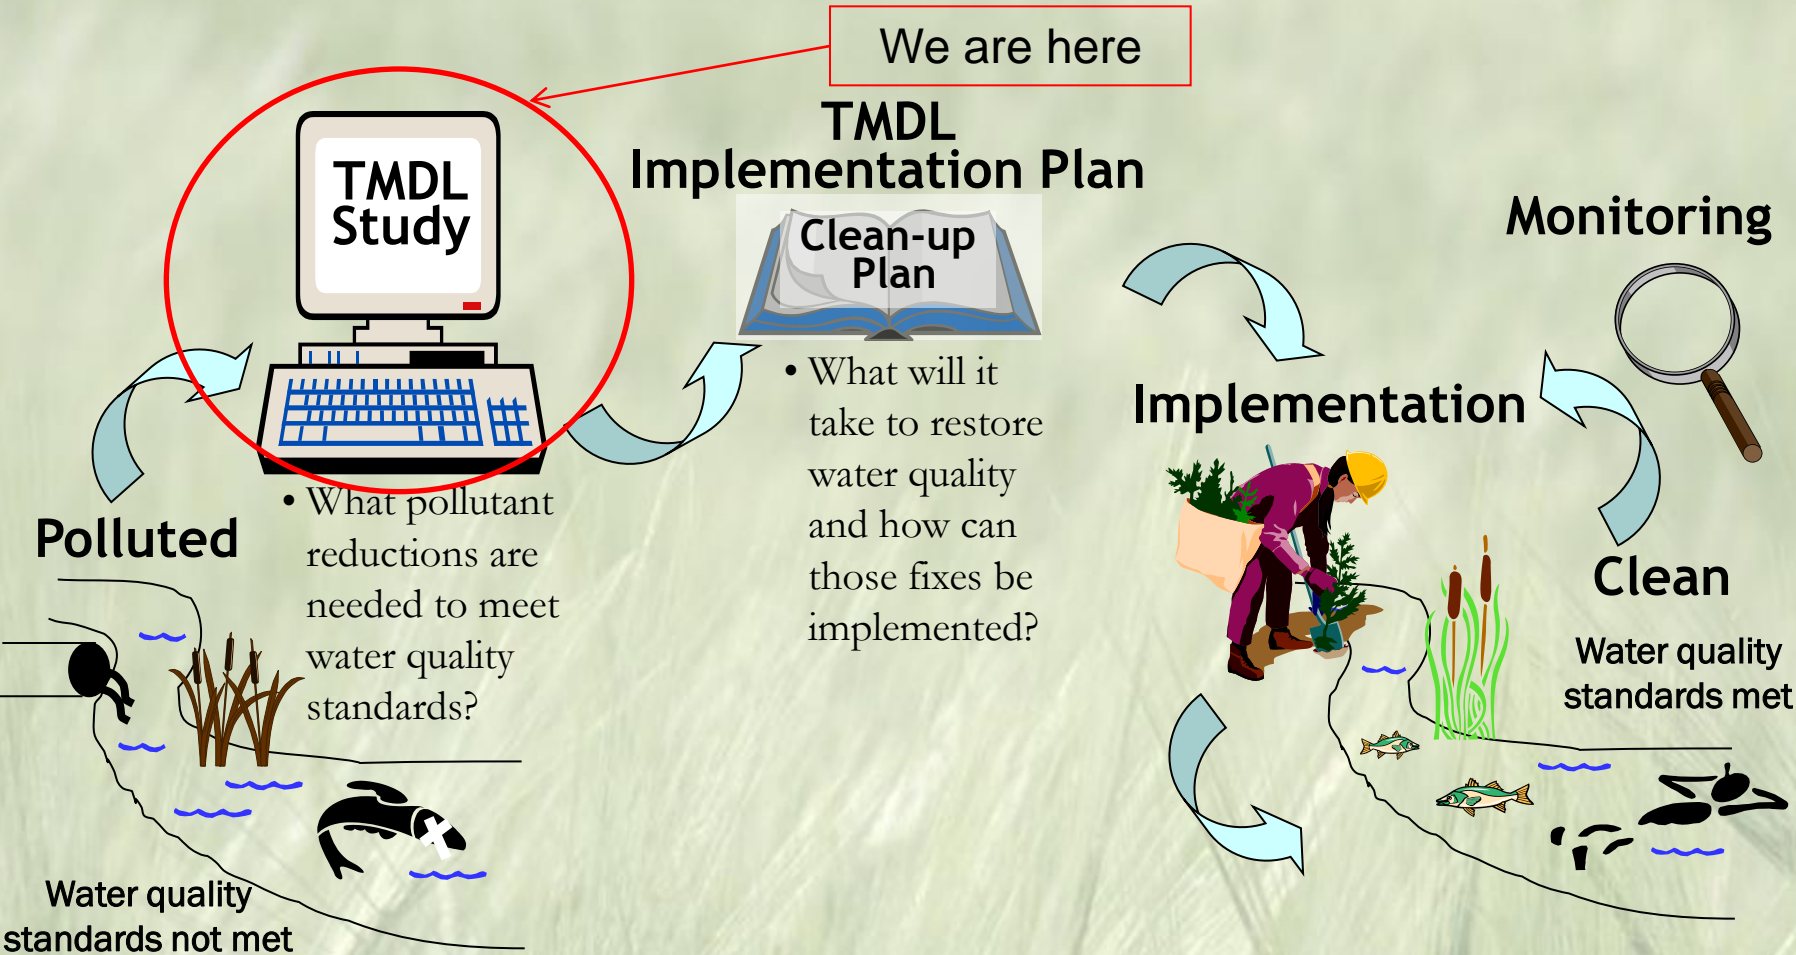 We are here
TMDL
Study
TMDL
Implementation Plan
Clean-up
Plan
Monitoring
Implementation
Polluted
• What pollutant
reductions are
needed to meet
water quality
standards?
• What will it
take to restore
water quality
and how can
those fixes be
implemented?
Clean
Water quality
standards met
Water quality
standards not met